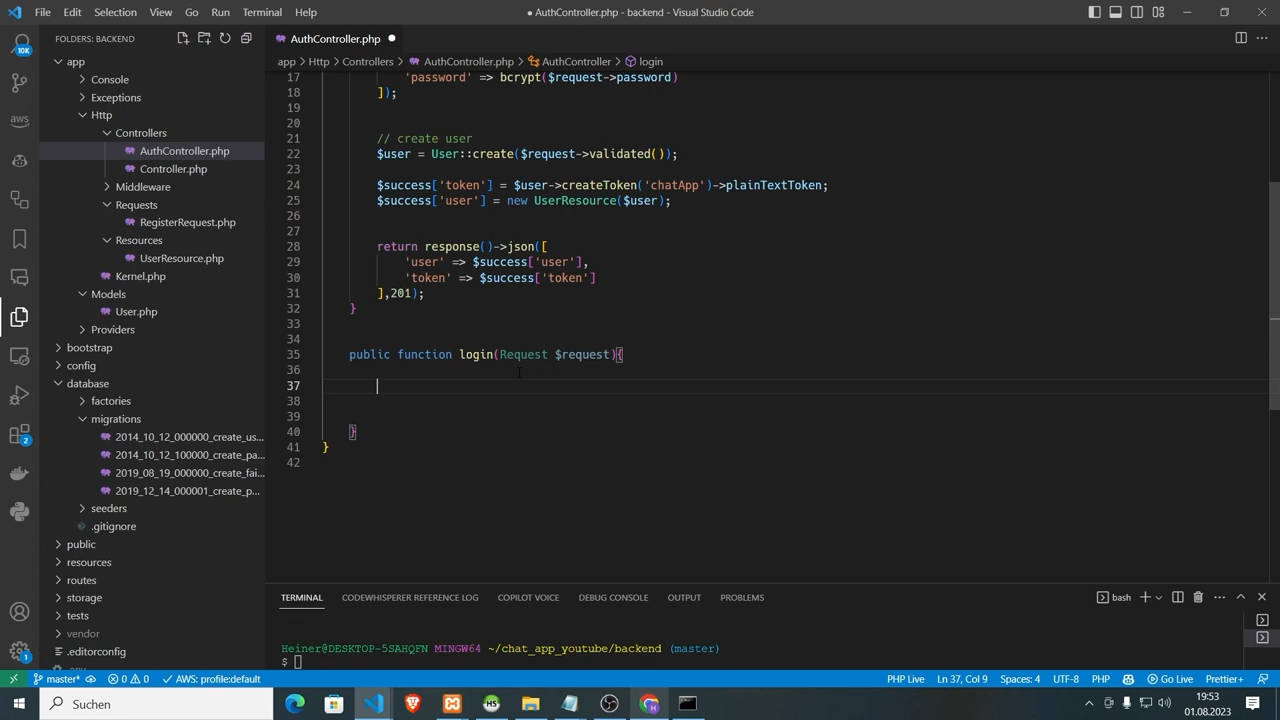 File Edit Selection View Go Run Terminal Help
● AuthController.php - backend - Visual Studio Code
FOLDERS: BACKEND
AuthController.php ●
app > Http > Controllers > AuthController.php > AuthController > login
10K
app
Console
Exceptions
Http
Controllers
AuthController.php
Controller.php
Middleware
Requests
RegisterRequest.php
Resources
UserResource.php
Kernel.php
Models
User.php
Providers
bootstrap
config
database
factories
migrations
2014_10_12_000000_create_us...
2014_10_12_100000_create_pa...
2019_08_19_000000_create_fai...
2019_12_14_000001_create_p...
seeders
.gitignore
public
resources
routes
storage
tests
vendor
.editorconfig
aws
2
1
17 'password' => bcrypt($request->password)
18 ]);
19
20
21 // create user
22 $user = User::create($request->validated());
23
24 $success['token'] = $user->createToken('chatApp')->plainTextToken;
25 $success['user'] = new UserResource($user);
26
27
28 return response()->json([
29 'user' => $success['user'],
30 'token' => $success['token']
31 ],201);
32 }
33
34
35 public function login(Request $request){
36
37
38
39
40 }
41 }
42
TERMINAL CODEWHISPERER REFERENCE LOG COPILOT VOICE DEBUG CONSOLE OUTPUT PROBLEMS
bash
Heiner@DESKTOP-5SAHQFN MINGW64 ~/chat_app_youtube/backend (master)
$
master* 0 0 AWS: profile:default
PHP Live Ln 37, Col 9 Spaces: 4 UTF-8 CRLF PHP Go Live Prettier+
Suchen
HS
19:53
01.08.2023